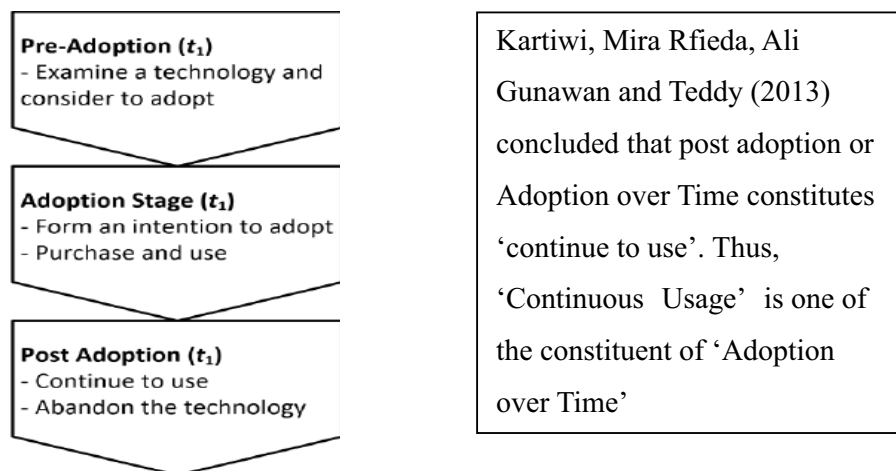 Pre-Adoption (t₁)
- Examine a technology and
consider to adopt
Adoption Stage (t₁)
- Form an intention to adopt
- Purchase and use
Post Adoption (t₁)
- Continue to use
- Abandon the technology
Kartiwi, Mira Rfieda, Ali
Gunawan and Teddy (2013)
concluded that post adoption or
Adoption over Time constitutes
‘continue to use’. Thus,
‘Continuous Usage’ is one of
the constituent of ‘Adoption
over Time’